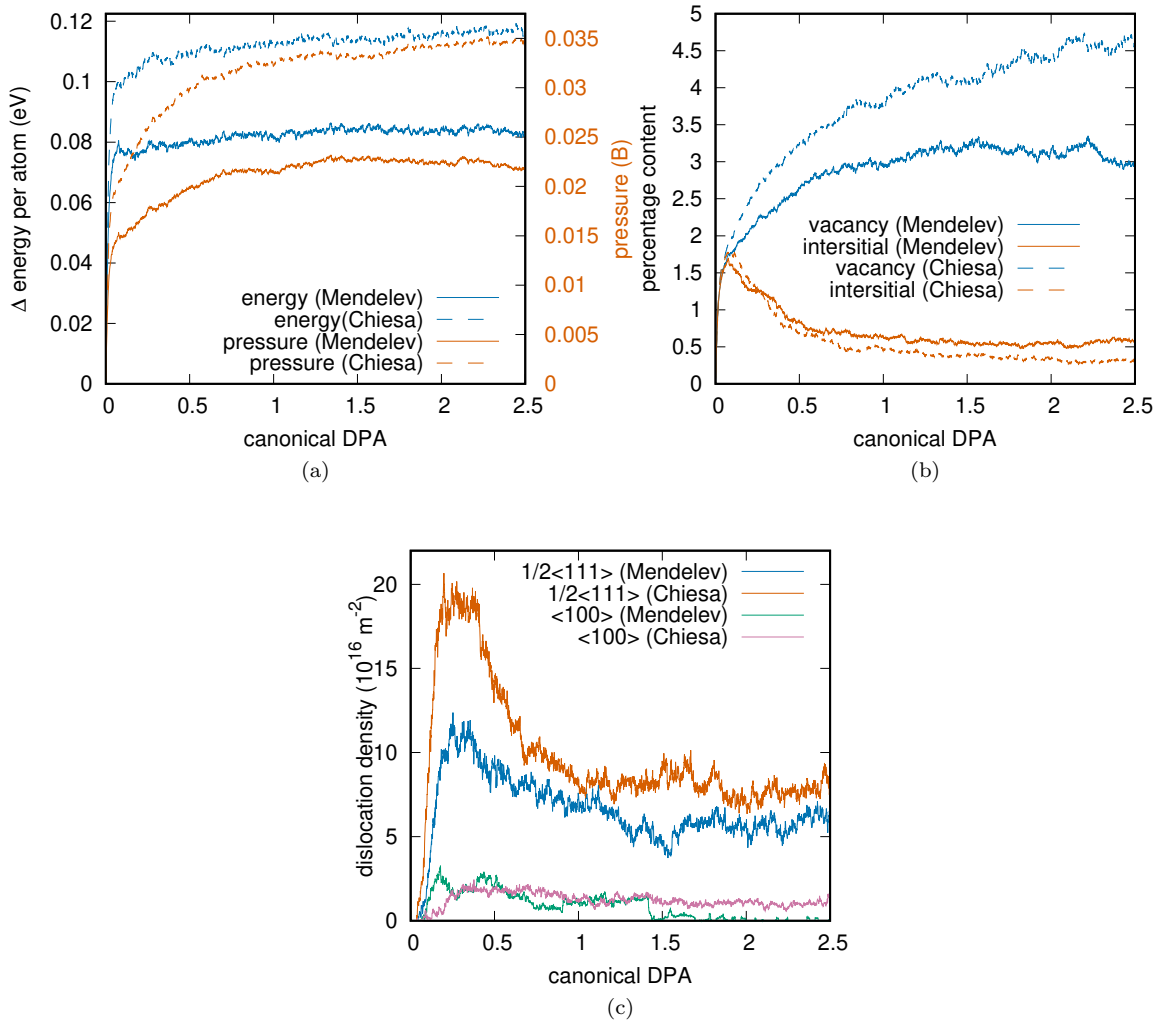 0.12
0.1
0.08
0.06
0.04
0.02
0
Δ energy per atom (eV)
energy (Mendelev)
energy(Chiesa)
pressure (Mendelev)
pressure (Chiesa)
0.035
0.03
0.025
0.02
0.015
0.01
0.005
0
pressure (B)
0 0.5 1 1.5 2 2.5
canonical DPA
(a)
5
4.5
4
3.5
3
2.5
2
1.5
1
0.5
0
percentage content
vacancy (Mendelev)
intersitial (Mendelev)
vacancy (Chiesa)
intersitial (Chiesa)
0 0.5 1 1.5 2 2.5
canonical DPA
(b)
20
15
10
5
0
dislocation density (10^16 m^-2)
1/2<111> (Mendelev)
1/2<111> (Chiesa)
<100> (Mendelev)
<100> (Chiesa)
0 0.5 1 1.5 2 2.5
canonical DPA
(c)